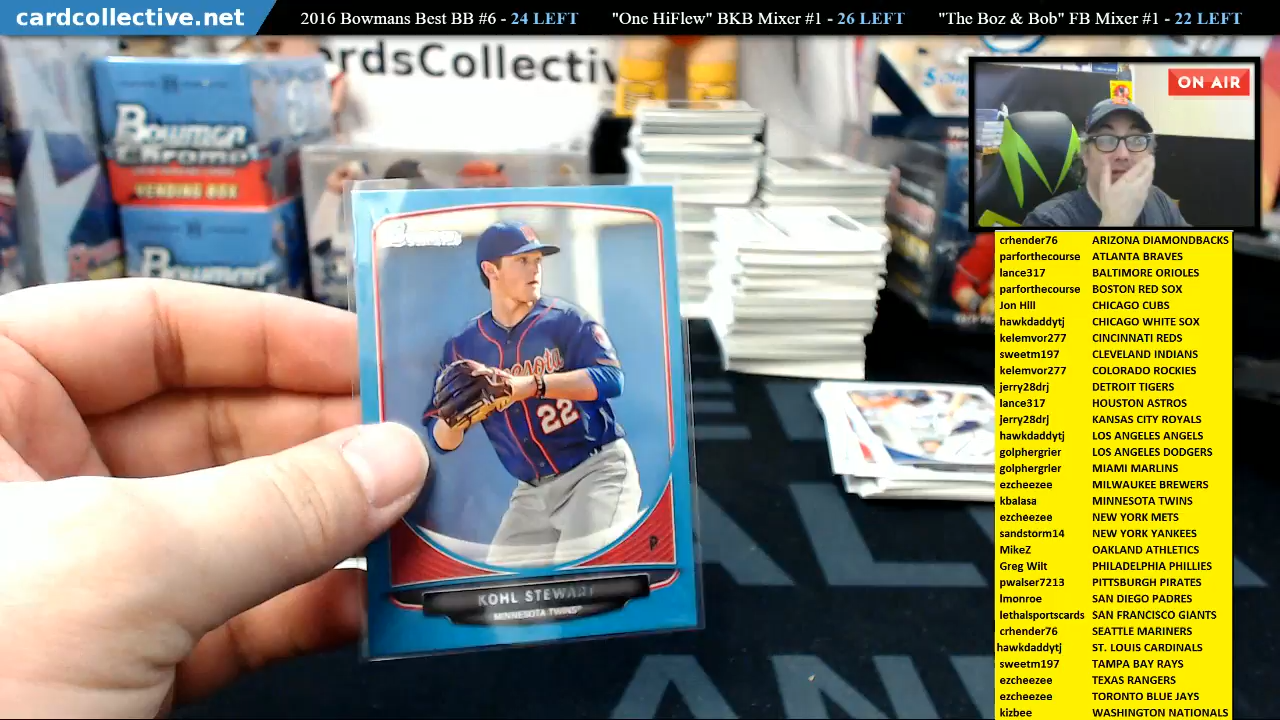 cardcollective.net
2016 Bowmans Best BB #6 - 24 LEFT "One HiFlew" BKB Mixer #1 - 26 LEFT "The Boz & Bob" FB Mixer #1 - 22 LEFT
rdsCollectiv
ON AIR
Bowman
Chrome
VENDING BOX
Bowman
Bowman
nesota
22
P
KOHL STEWART
MINNESOTA TWINS
crhender76 ARIZONA DIAMONDBACKS
parforthecourse ATLANTA BRAVES
lance317 BALTIMORE ORIOLES
parforthecourse BOSTON RED SOX
Jon Hill CHICAGO CUBS
hawkdaddytj CHICAGO WHITE SOX
kelemvor277 CINCINNATI REDS
sweetm197 CLEVELAND INDIANS
kelemvor277 COLORADO ROCKIES
jerry28drj DETROIT TIGERS
lance317 HOUSTON ASTROS
jerry28drj KANSAS CITY ROYALS
hawkdaddytj LOS ANGELES ANGELS
golphergrier LOS ANGELES DODGERS
golphergrier MIAMI MARLINS
ezcheezee MILWAUKEE BREWERS
kbalasa MINNESOTA TWINS
ezcheezee NEW YORK METS
sandstorm14 NEW YORK YANKEES
MikeZ OAKLAND ATHLETICS
Greg Wilt PHILADELPHIA PHILLIES
pwalser7213 PITTSBURGH PIRATES
lmonroe SAN DIEGO PADRES
lethalsportscards SAN FRANCISCO GIANTS
crhender76 SEATTLE MARINERS
hawkdaddytj ST. LOUIS CARDINALS
sweetm197 TAMPA BAY RAYS
ezcheezee TEXAS RANGERS
ezcheezee TORONTO BLUE JAYS
kizbee WASHINGTON NATIONALS